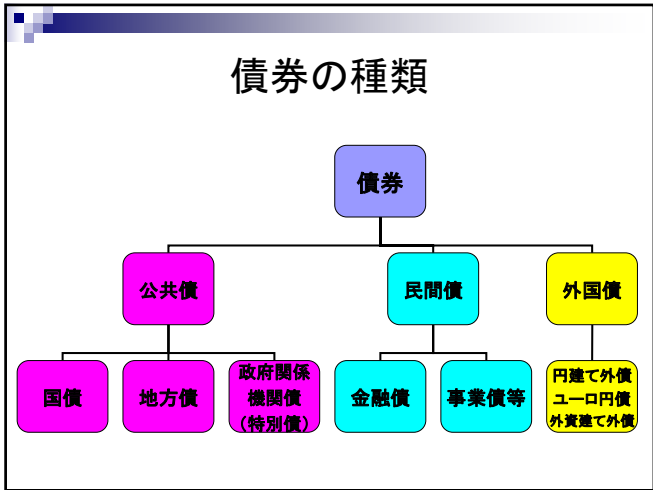 債券の種類
債券
公共債
民間債
外国債
国債
地方債
政府関係
機関債
(特別債)
金融債
事業債等
円建て外債
ユーロ円債
外資建て外債